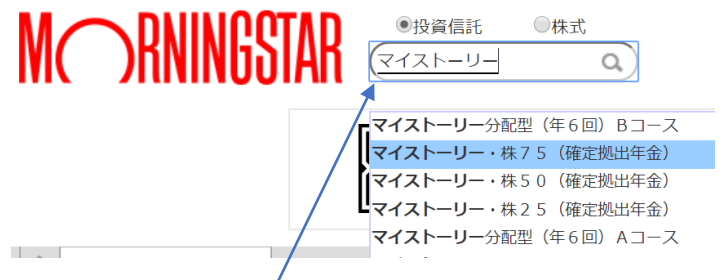 MORNINGSTAR
投資信託 株式
マイストーリー
マイストーリー分配型（年６回）Ｂコース
マイストーリー・株７５（確定拠出年金）
マイストーリー・株５０（確定拠出年金）
マイストーリー・株２５（確定拠出年金）
マイストーリー分配型（年６回）Ａコース